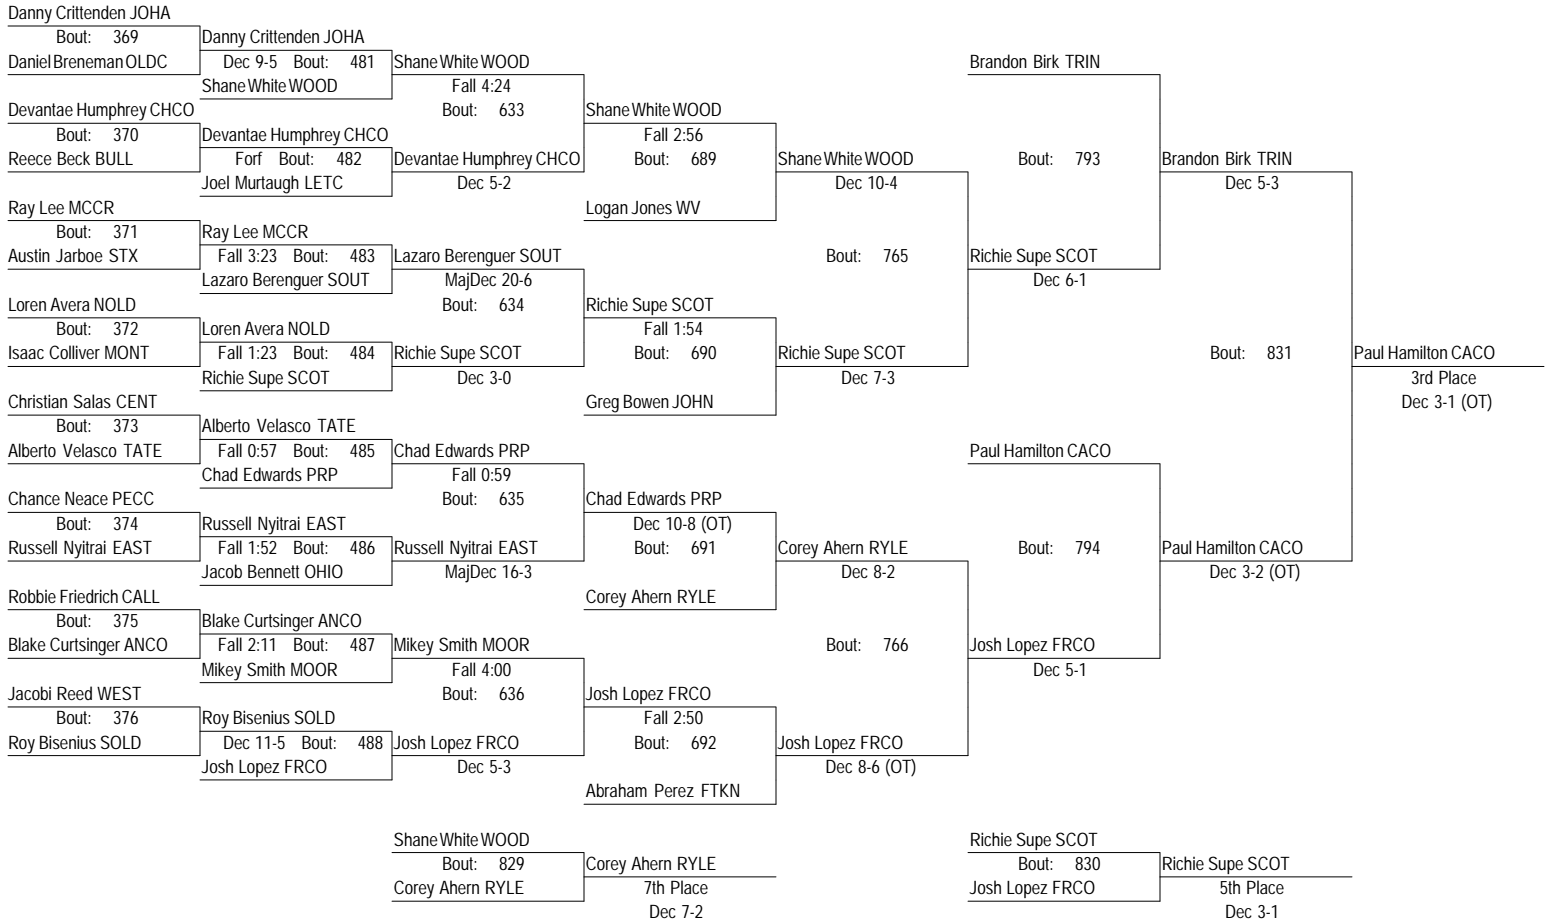 Danny Crittenden JOHA
Bout: 369 Danny Crittenden JOHA
Daniel Breneman OLDC Dec 9-5 Bout: 481 Shane White WOOD Brandon Birk TRIN
Shane White WOOD Fall 4:24
Devantae Humphrey CHCO Bout: 633 Shane White WOOD
Bout: 370 Devantae Humphrey CHCO Fall 2:56
Reece Beck BULL Forf Bout: 482 Devantae Humphrey CHCO Bout: 689 Shane White WOOD Bout: 793 Brandon Birk TRIN
Joel Murtaugh LETC Dec 5-2 Dec 10-4 Dec 5-3
Ray Lee MCCR Logan Jones WV
Bout: 371 Ray Lee MCCR
Austin Jarboe STX Fall 3:23 Bout: 483 Lazaro Berenguer SOUT Bout: 765 Richie Supe SCOT
Lazaro Berenguer SOUT MajDec 20-6 Dec 6-1
Loren Avera NOLD Bout: 634 Richie Supe SCOT
Bout: 372 Loren Avera NOLD Fall 1:54
Isaac Colliver MONT Fall 1:23 Bout: 484 Richie Supe SCOT Bout: 690 Richie Supe SCOT Bout: 831 Paul Hamilton CACO
Richie Supe SCOT Dec 3-0 Dec 7-3 3rd Place
Christian Salas CENT Greg Bowen JOHN Dec 3-1 (OT)
Bout: 373 Alberto Velasco TATE
Alberto Velasco TATE Fall 0:57 Bout: 485 Chad Edwards PRP Paul Hamilton CACO
Chad Edwards PRP Fall 0:59
Chance Neace PECC Bout: 635 Chad Edwards PRP
Bout: 374 Russell Nyitrai EAST Dec 10-8 (OT)
Russell Nyitrai EAST Fall 1:52 Bout: 486 Russell Nyitrai EAST Bout: 691 Corey Ahern RYLE Bout: 794 Paul Hamilton CACO
Jacob Bennett OHIO MajDec 16-3 Dec 8-2 Dec 3-2 (OT)
Robbie Friedrich CALL Corey Ahern RYLE
Bout: 375 Blake Curtsinger ANCO
Blake Curtsinger ANCO Fall 2:11 Bout: 487 Mikey Smith MOOR Bout: 766 Josh Lopez FRCO
Mikey Smith MOOR Fall 4:00 Dec 5-1
Jacobi Reed WEST Bout: 636 Josh Lopez FRCO
Bout: 376 Roy Bisenius SOLD Fall 2:50
Roy Bisenius SOLD Dec 11-5 Bout: 488 Josh Lopez FRCO Bout: 692 Josh Lopez FRCO
Josh Lopez FRCO Dec 5-3 Dec 8-6 (OT)
Abraham Perez FTKN
Shane White WOOD Richie Supe SCOT
Bout: 829 Corey Ahern RYLE Bout: 830 Richie Supe SCOT
Corey Ahern RYLE 7th Place Josh Lopez FRCO 5th Place
Dec 7-2 Dec 3-1